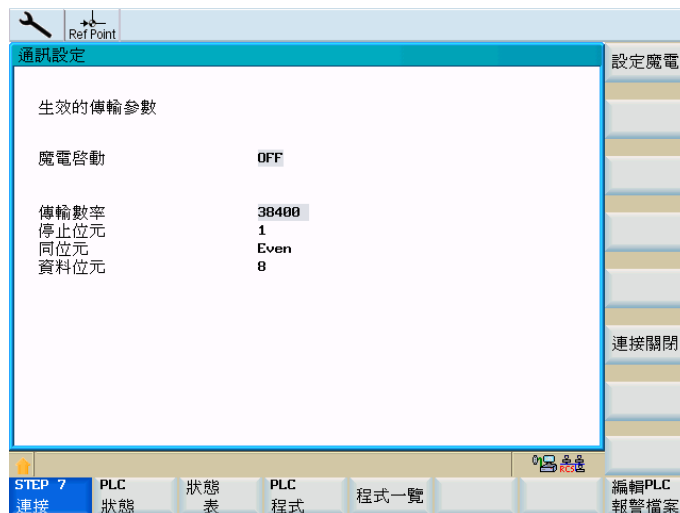 Ref Point
通訊設定
設定魔電
生效的傳輸參數
魔電啓動 OFF
傳輸數率 38400
停止位元 1
同位元 Even
資料位元 8
連接關閉
RCS
STEP 7
連接
PLC
狀態
狀態
表
PLC
程式
程式一覽
編輯PLC
報警檔案